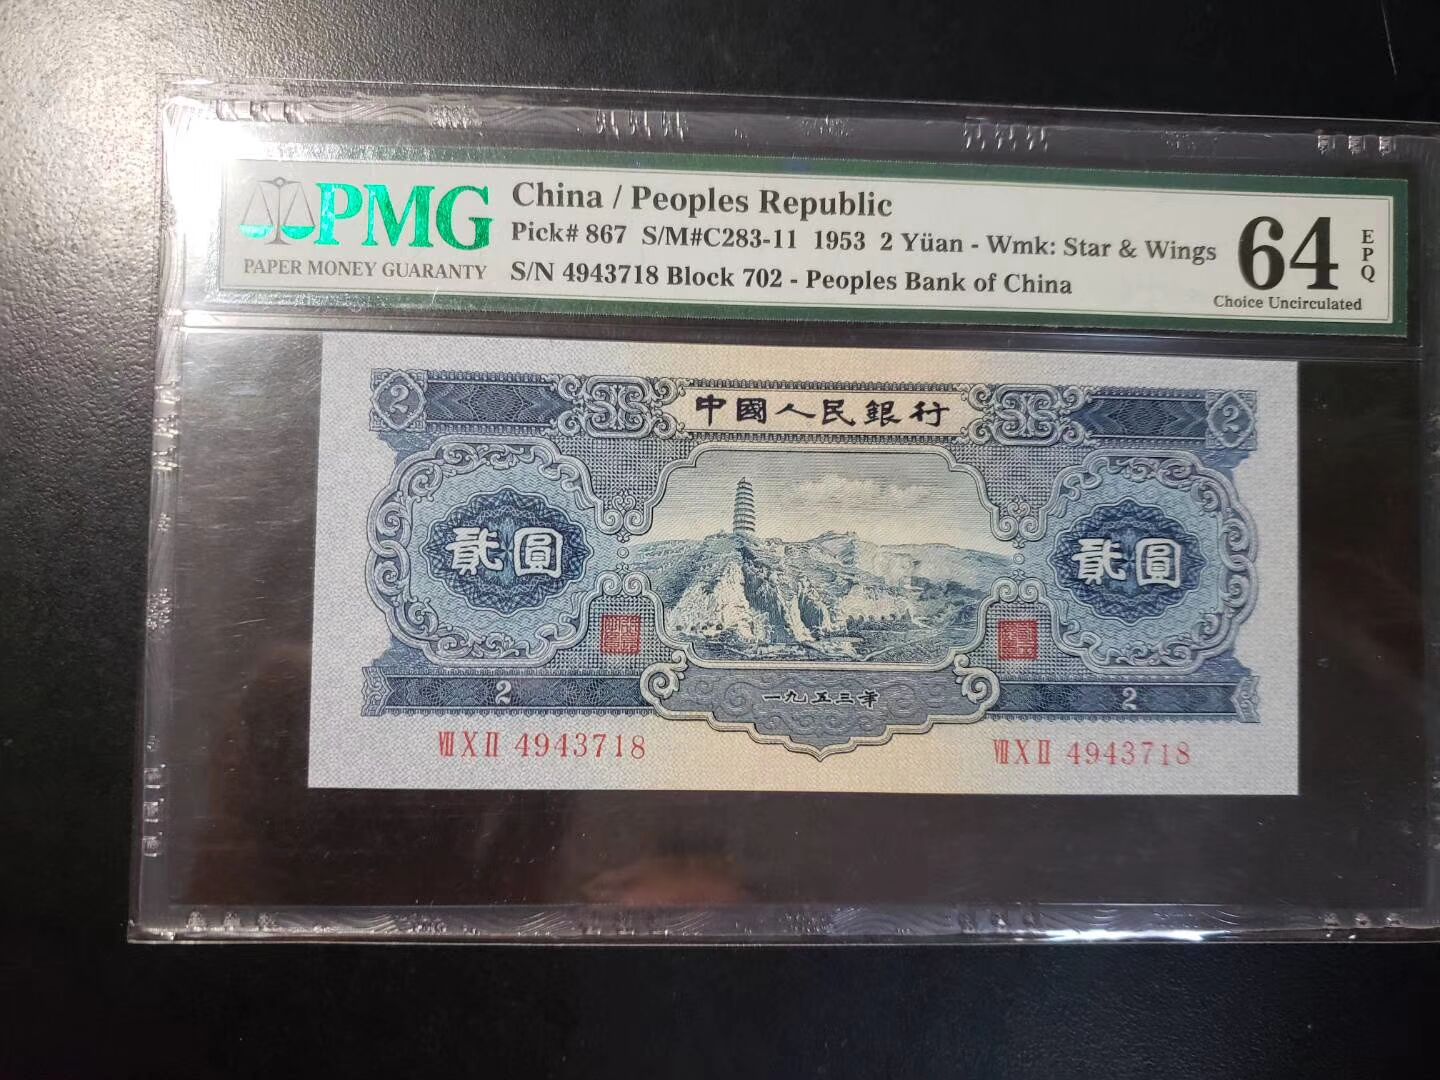 PMG
PAPER MONEY GUARANTY
China / Peoples Republic
Pick# 867 S/M#C283-11 1953 2 Yüan - Wmk: Star & Wings
S/N 4943718 Block 702 - Peoples Bank of China
64
EPQ
Choice Uncirculated
2 中國人民銀行 2
貳圓 貳圓
2 一九五三年 2
ⅦⅩⅡ 4943718 ⅦⅩⅡ 4943718